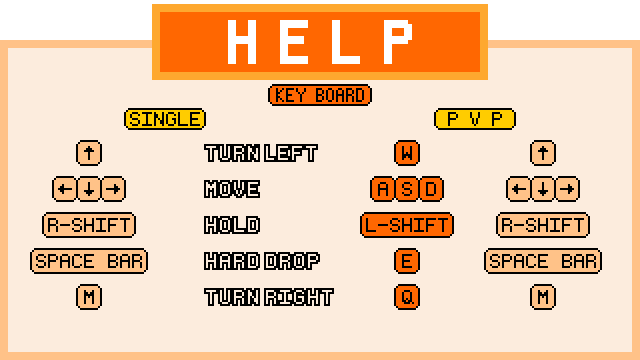 HELP
KEY BOARD
SINGLE P V P
↑ TURN LEFT W ↑
← ↓ → MOVE A S D ← ↓ →
R-SHIFT HOLD L-SHIFT R-SHIFT
SPACE BAR HARD DROP E SPACE BAR
M TURN RIGHT Q M